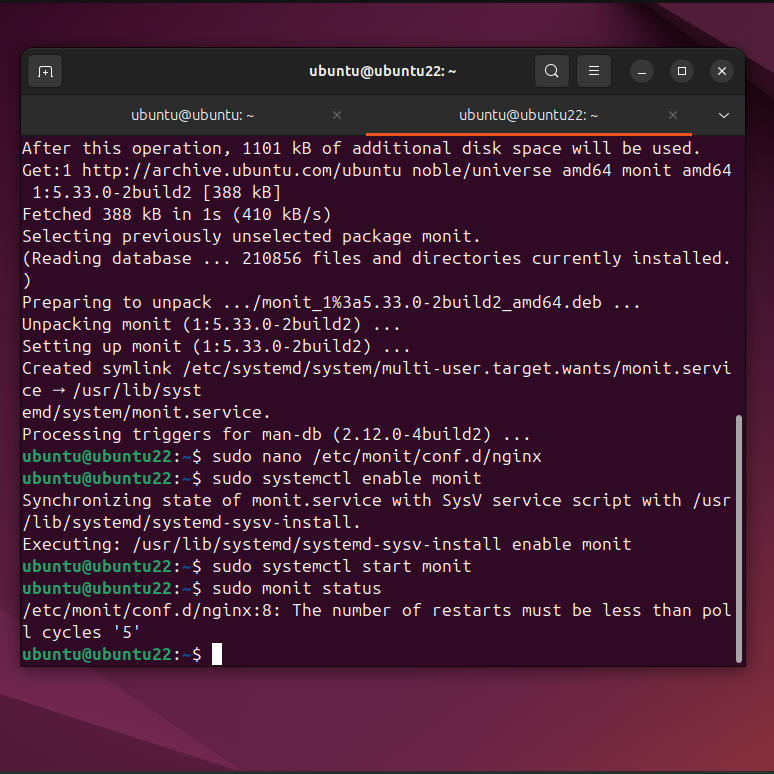 ubuntu@ubuntu22: ~
ubuntu@ubuntu: ~
ubuntu@ubuntu22: ~
After this operation, 1101 kB of additional disk space will be used.
Get:1 http://archive.ubuntu.com/ubuntu noble/universe amd64 monit amd64
 1:5.33.0-2build2 [388 kB]
Fetched 388 kB in 1s (410 kB/s)
Selecting previously unselected package monit.
(Reading database ... 210856 files and directories currently installed.
)
Preparing to unpack .../monit_1%3a5.33.0-2build2_amd64.deb ...
Unpacking monit (1:5.33.0-2build2) ...
Setting up monit (1:5.33.0-2build2) ...
Created symlink /etc/systemd/system/multi-user.target.wants/monit.servi
ce → /usr/lib/syst
emd/system/monit.service.
Processing triggers for man-db (2.12.0-4build2) ...
ubuntu@ubuntu22:~$ sudo nano /etc/monit/conf.d/nginx
ubuntu@ubuntu22:~$ sudo systemctl enable monit
Synchronizing state of monit.service with SysV service script with /usr
/lib/systemd/systemd-sysv-install.
Executing: /usr/lib/systemd/systemd-sysv-install enable monit
ubuntu@ubuntu22:~$ sudo systemctl start monit
ubuntu@ubuntu22:~$ sudo monit status
/etc/monit/conf.d/nginx:8: The number of restarts must be less than pol
l cycles '5'
ubuntu@ubuntu22:~$